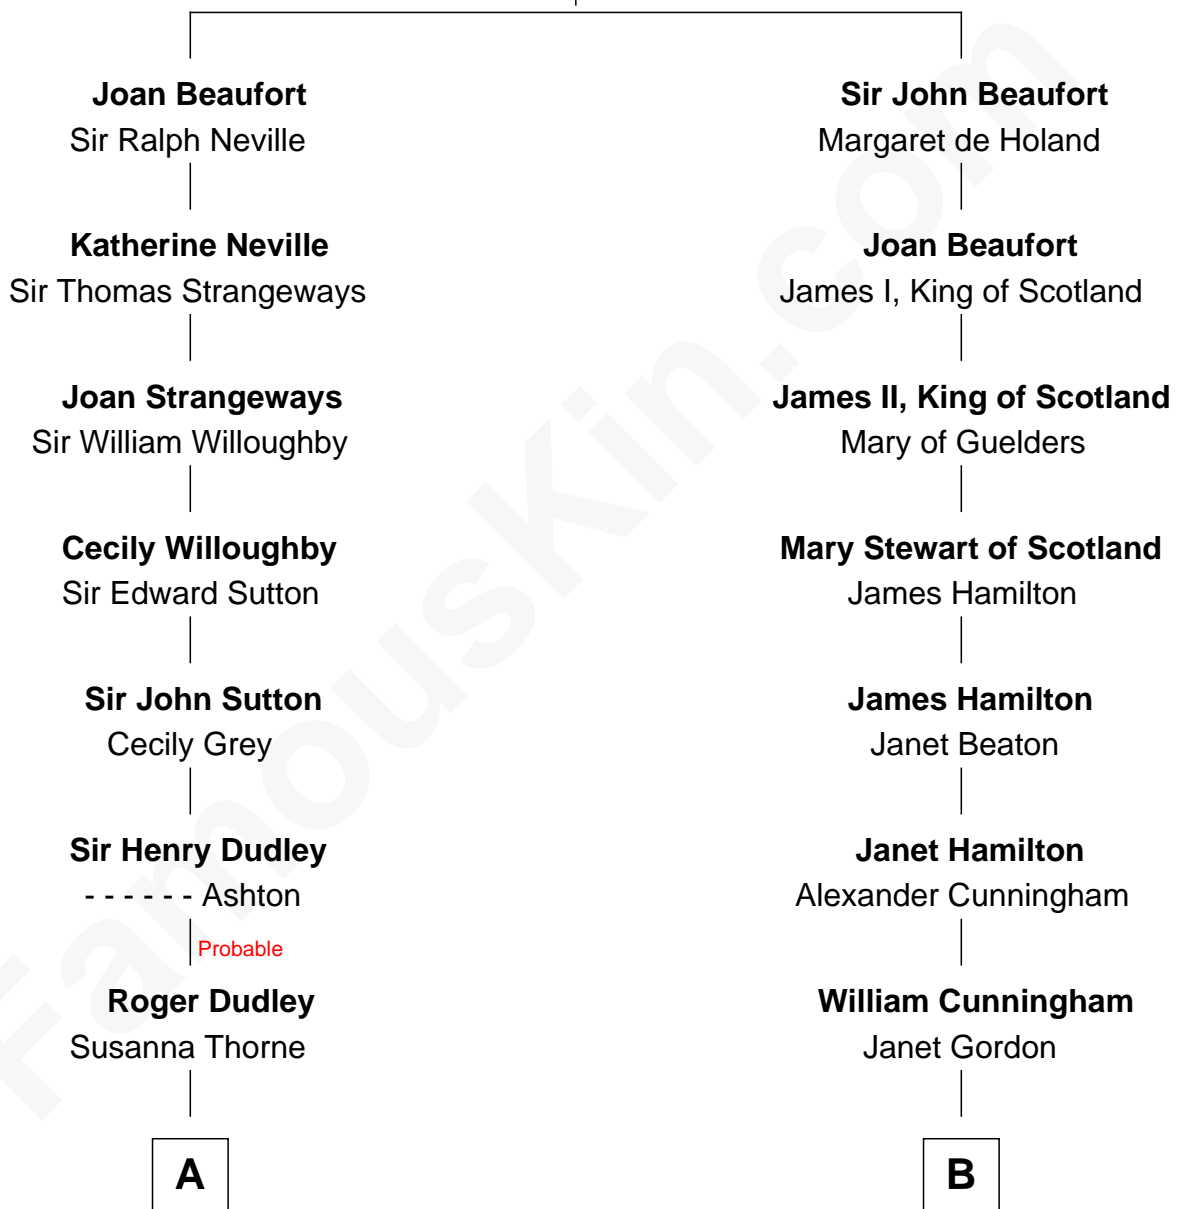 Joan Beaufort
Sir Ralph Neville
Katherine Neville
Sir Thomas Strangeways
Joan Strangeways
Sir William Willoughby
Cecily Willoughby
Sir Edward Sutton
Sir John Sutton
Cecily Grey
Sir Henry Dudley
- - - - - - Ashton
Probable
Roger Dudley
Susanna Thorne
A
Sir John Beaufort
Margaret de Holand
Joan Beaufort
James I, King of Scotland
James II, King of Scotland
Mary of Guelders
Mary Stewart of Scotland
James Hamilton
James Hamilton
Janet Beaton
Janet Hamilton
Alexander Cunningham
William Cunningham
Janet Gordon
B
FamousKin.com